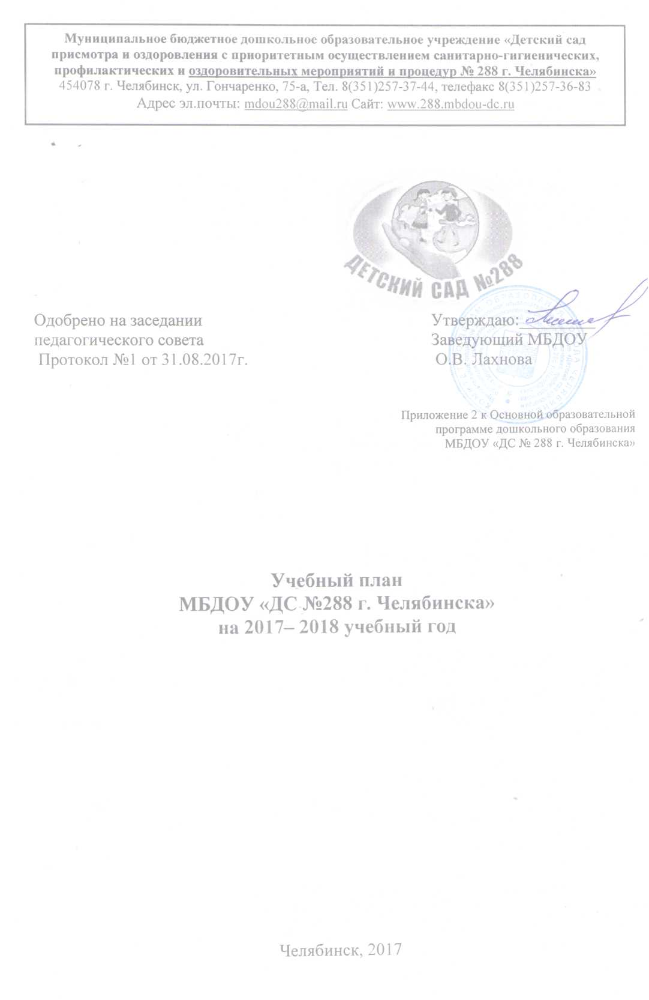 Муниципальное бюджетное дошкольное образовательное учреждение «Детский сад
присмотра и оздоровления с приоритетным осуществлением санитарно-гигиенических,
профилактических и оздоровительных мероприятий и процедур № 288 г. Челябинска»
454078 г. Челябинск, ул. Гончаренко, 75-а, Тел. 8(351)257-37-44, телефакс 8(351)257-36-83
Адрес эл.почты: mdou288@mail.ru Сайт: www.288.mbdou-dc.ru
ДЕТСКИЙ САД №288
Одобрено на заседании
педагогического совета
Протокол №1 от 31.08.2017г.
Утверждаю:
Заведующий МБДОУ
О.В. Лахнова
Приложение 2 к Основной образовательной
программе дошкольного образования
МБДОУ «ДС № 288 г. Челябинска»
Учебный план
МБДОУ «ДС №288 г. Челябинска»
на 2017– 2018 учебный год
Челябинск, 2017